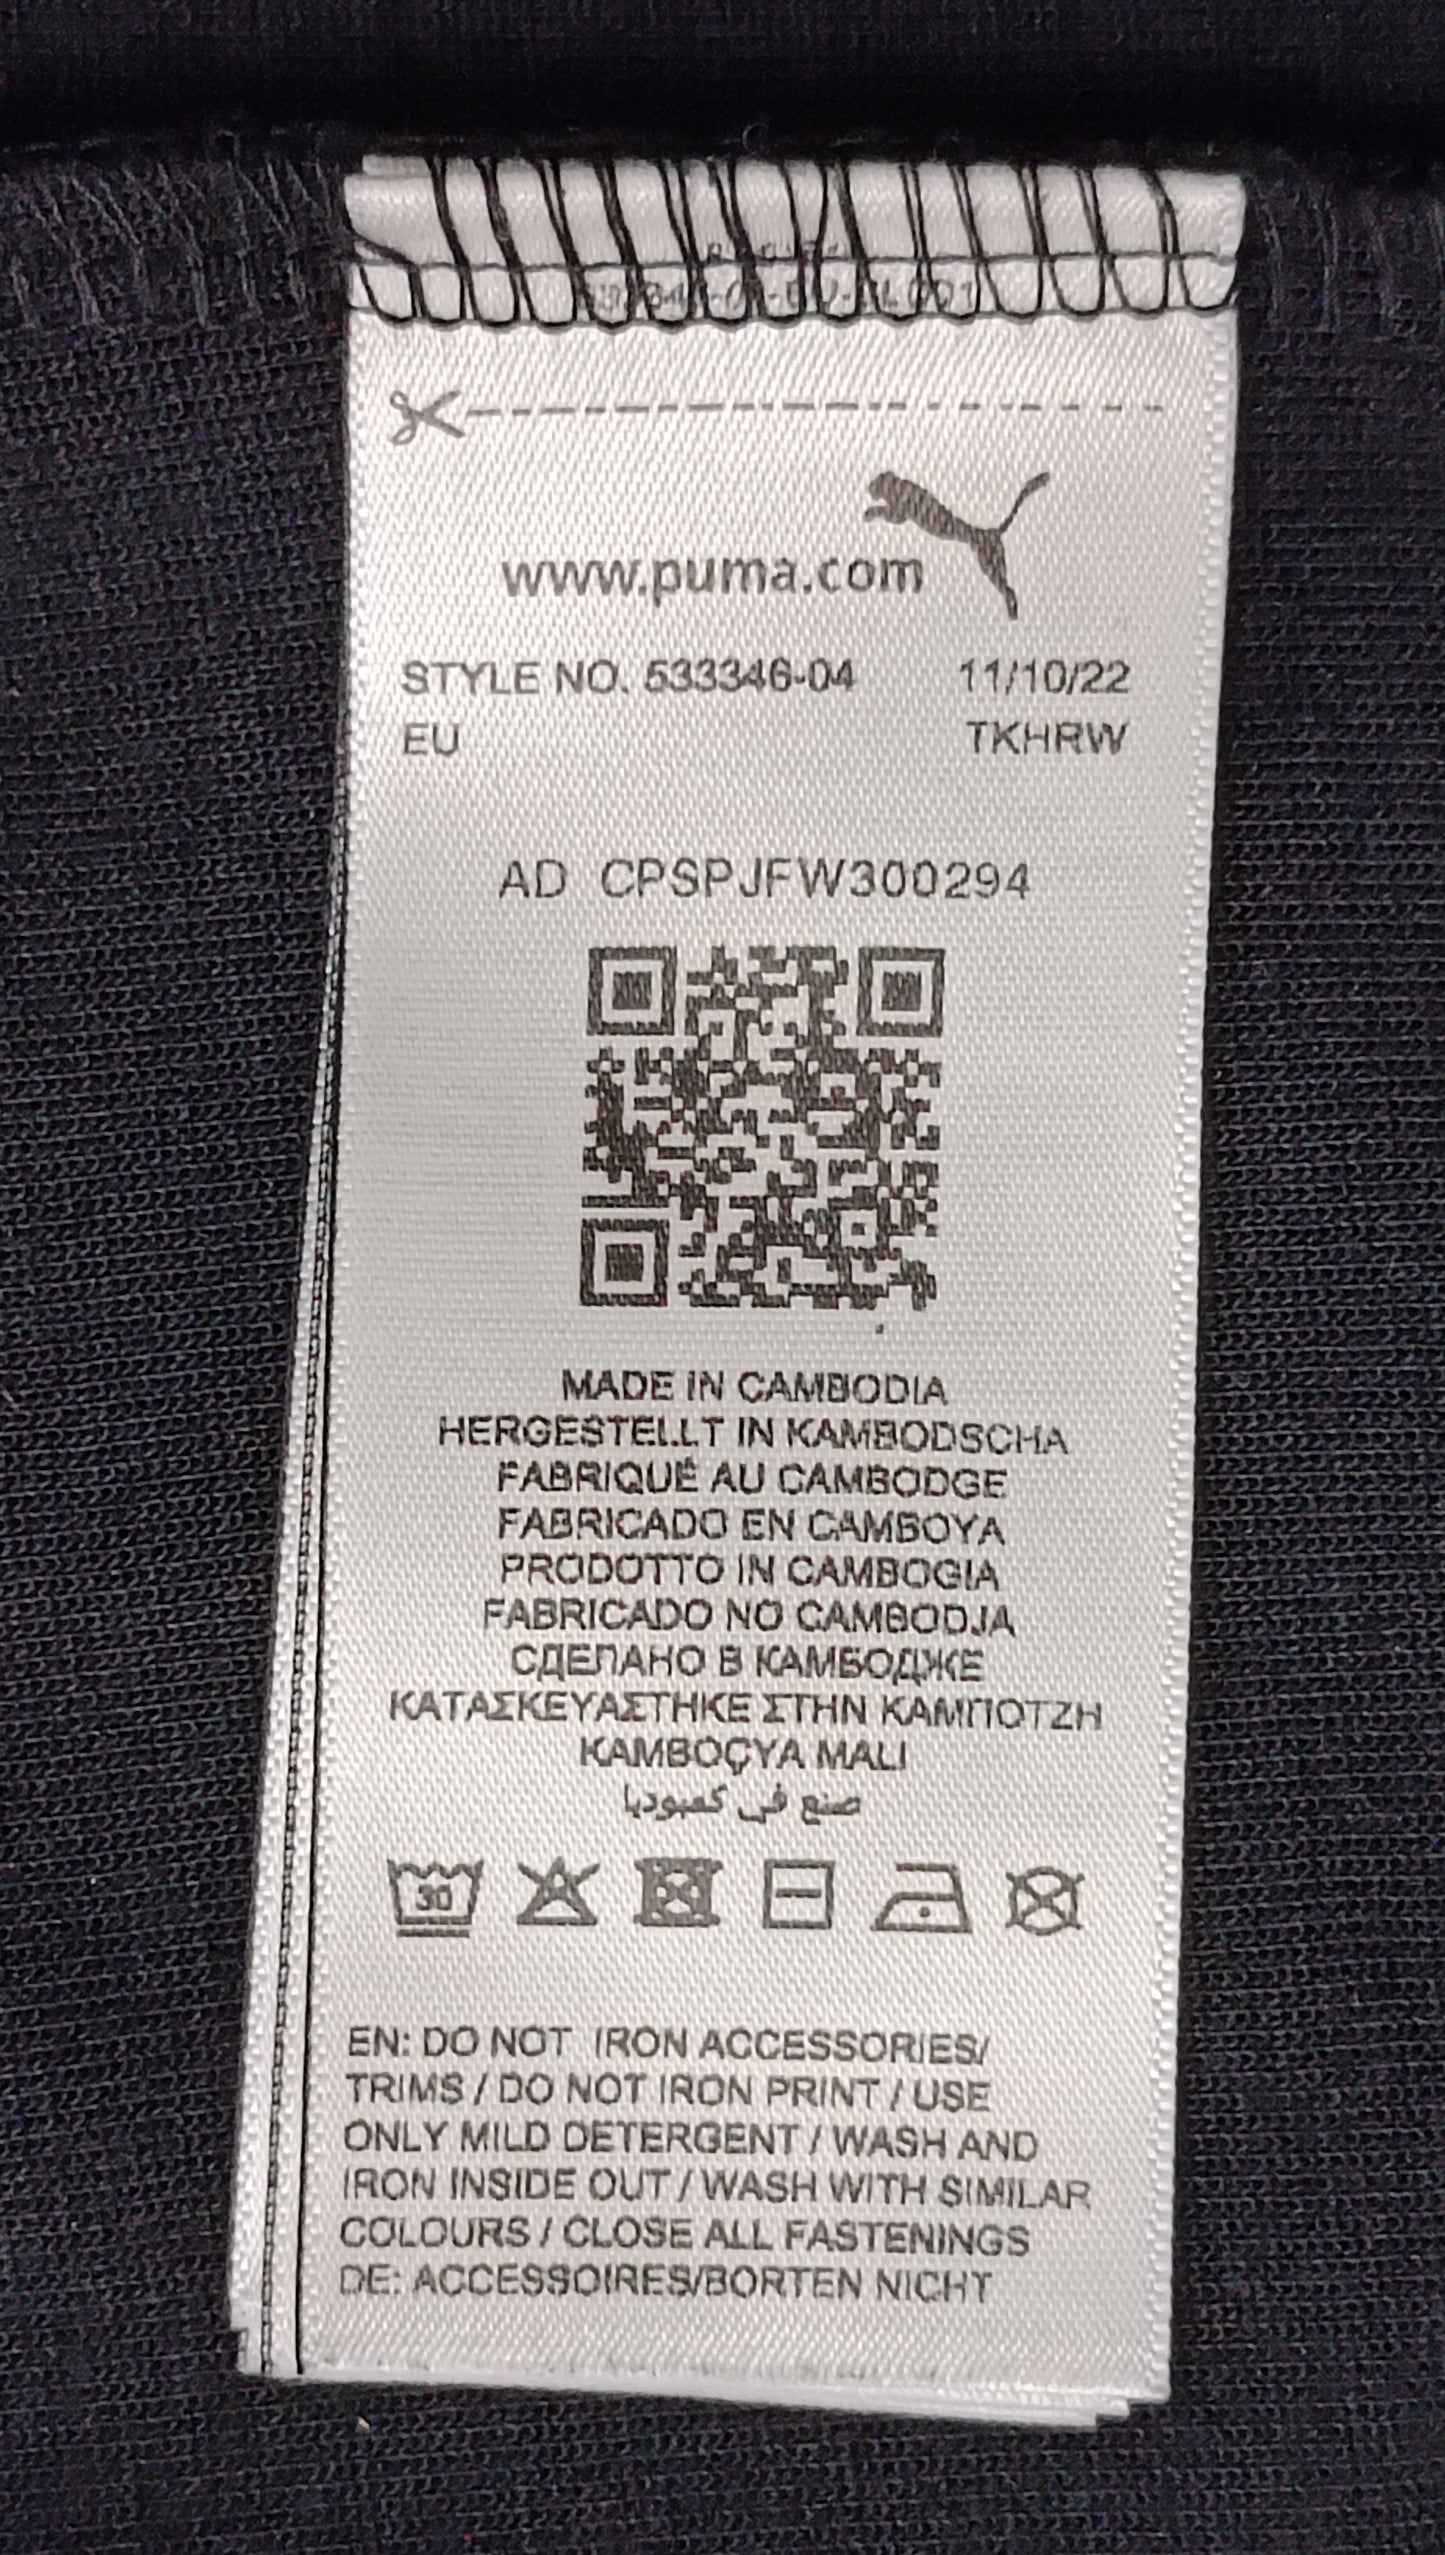 www.puma.com
STYLE NO. 533346-04 11/10/22
EU TKHRW
AD CPSPJFW300294
MADE IN CAMBODIA
HERGESTELLT IN KAMBODSCHA
FABRIQUÉ AU CAMBODGE
FABRICADO EN CAMBOYA
PRODOTTO IN CAMBOGIA
FABRICADO NO CAMBODJA
СДЕЛАНО В КАМБОДЖЕ
ΚΑΤΑΣΚΕΥΑΣΤΗΚΕ ΣΤΗΝ ΚΑΜΠΟΤΖΗ
KAMBOÇYA MALI
صنع في كمبوديا
30
EN: DO NOT IRON ACCESSORIES/
TRIMS / DO NOT IRON PRINT / USE
ONLY MILD DETERGENT / WASH AND
IRON INSIDE OUT / WASH WITH SIMILAR
COLOURS / CLOSE ALL FASTENINGS
DE: ACCESSOIRES/BORTEN NICHT